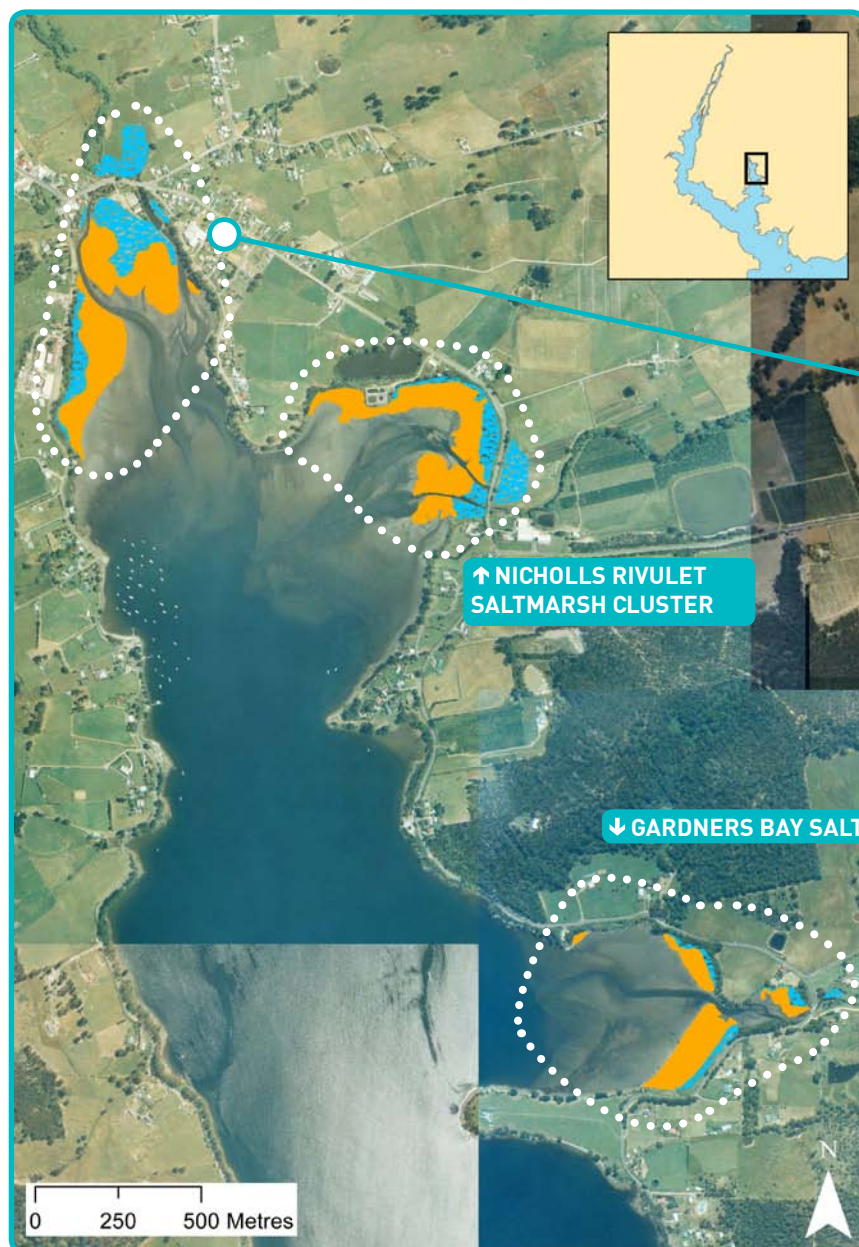 ↑ NICHOLLS RIVULET
SALTMARSH CLUSTER
↓ GARDNERS BAY SALT
N
0 250 500 Metres